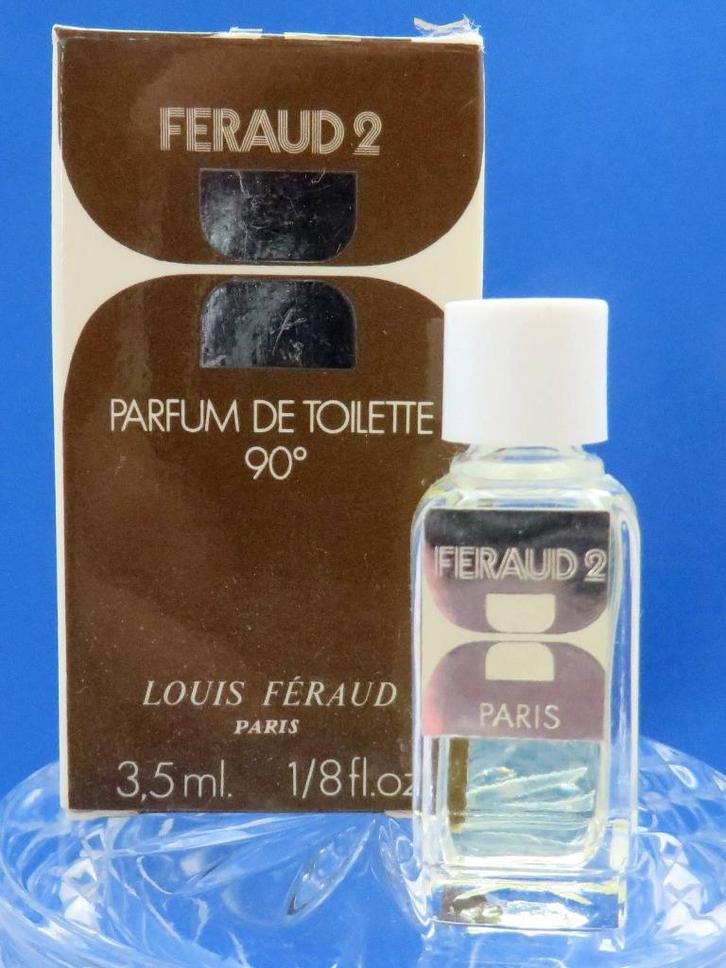 FERAUD 2
PARFUM DE TOILETTE
90°
LOUIS FÉRAUD
PARIS
3,5 ml. 1/8 fl.oz
FERAUD 2
PARIS